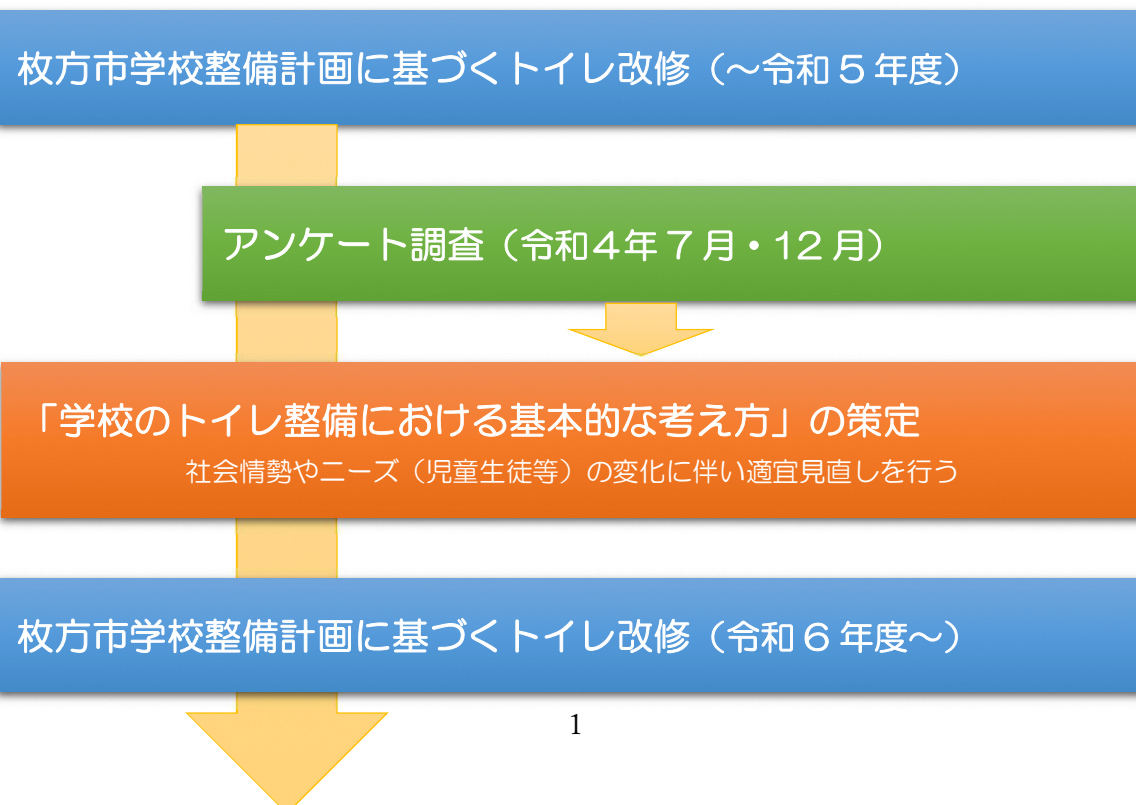 枚方市学校整備計画に基づくトイレ改修（～令和５年度）
アンケート調査（令和４年７月・12月）
「学校のトイレ整備における基本的な考え方」の策定
社会情勢やニーズ（児童生徒等）の変化に伴い適宜見直しを行う
枚方市学校整備計画に基づくトイレ改修（令和６年度～）
1